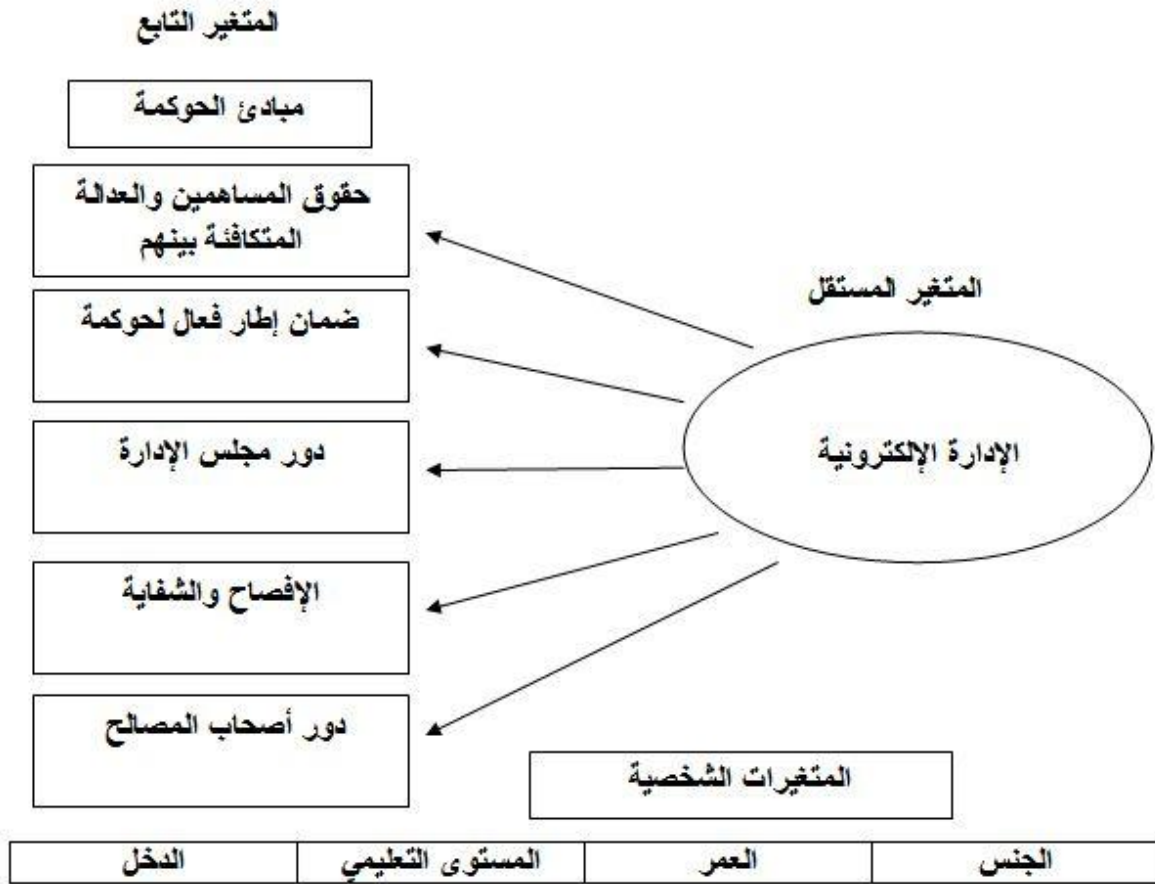 المتغير التابع
مبادئ الحوكمة
حقوق المساهمين والعدالة
المتكافئة بينهم
المتغير المستقل
ضمان إطار فعال لحوكمة
الإدارة الإلكترونية
دور مجلس الإدارة
الإفصاح والشفاية
دور أصحاب المصالح
المتغيرات الشخصية
الجنس العمر المستوى التعليمي الدخل